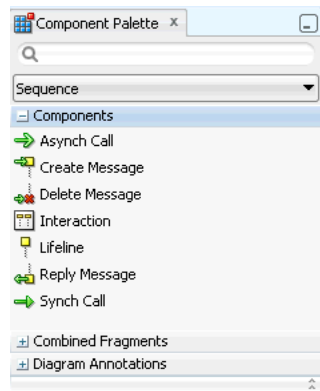 Component Palette
Sequence
Components
Asynch Call
Create Message
Delete Message
Interaction
Lifeline
Reply Message
Synch Call
Combined Fragments
Diagram Annotations